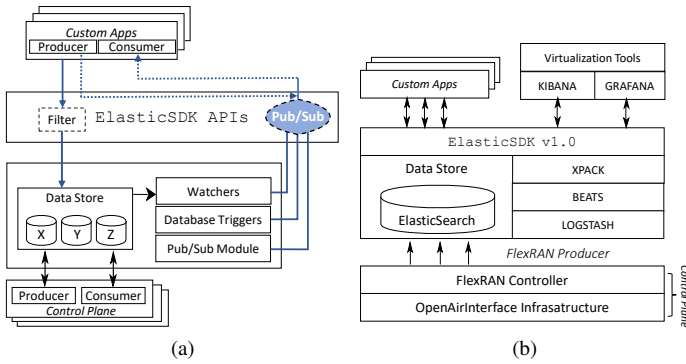 Custom Apps
Producer Consumer
Filter
ElasticSDK APIs
Pub/Sub
Data Store
X Y Z
Watchers
Database Triggers
Pub/Sub Module
Producer Consumer
Control Plane
(a)
Custom Apps
Virtualization Tools
KIBANA GRAFANA
ElasticSDK v1.0
Data Store
ElasticSearch
XPACK
BEATS
LOGSTASH
FlexRAN Producer
FlexRAN Controller
OpenAirInterface Infrasatructure
Control Plane
(b)